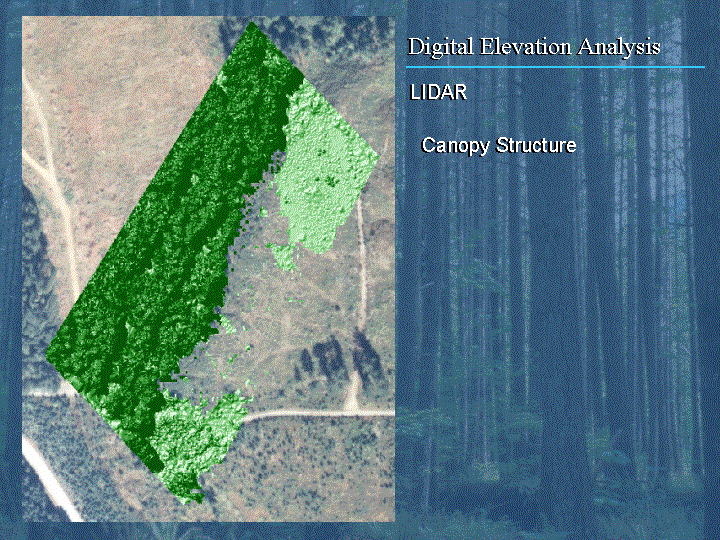 Digital Elevation Analysis
LIDAR
Canopy Structure